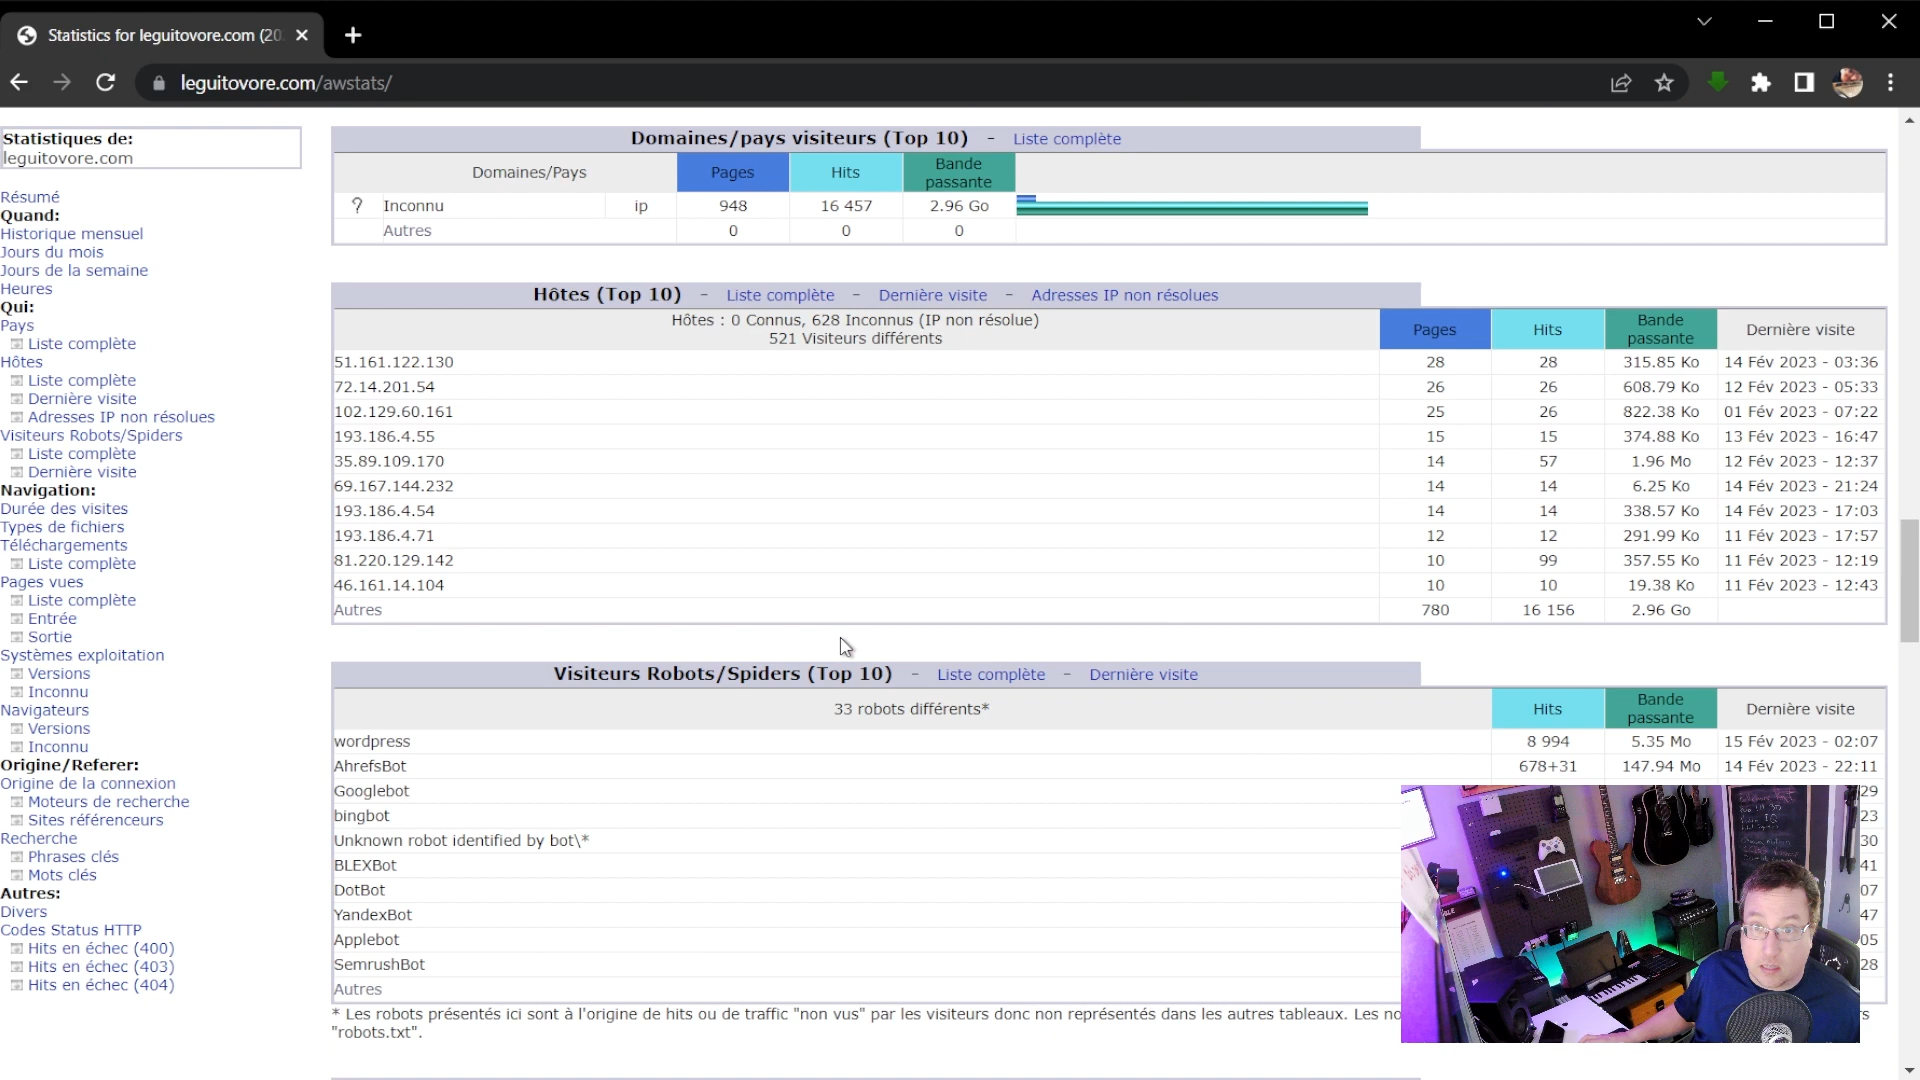 Statistics for leguitovore.com (20
leguitovore.com/awstats/
Statistiques de:
leguitovore.com
Résumé
Quand:
Historique mensuel
Jours du mois
Jours de la semaine
Heures
Qui:
Pays
Liste complète
Hôtes
Liste complète
Dernière visite
Adresses IP non résolues
Visiteurs Robots/Spiders
Liste complète
Dernière visite
Navigation:
Durée des visites
Types de fichiers
Téléchargements
Liste complète
Pages vues
Liste complète
Entrée
Sortie
Systèmes exploitation
Versions
Inconnu
Navigateurs
Versions
Inconnu
Origine/Referer:
Origine de la connexion
Moteurs de recherche
Sites référenceurs
Recherche
Phrases clés
Mots clés
Autres:
Divers
Codes Status HTTP
Hits en échec (400)
Hits en échec (403)
Hits en échec (404)
Domaines/pays visiteurs (Top 10) - Liste complète
Domaines/Pays Pages Hits Bande passante
? Inconnu ip 948 16 457 2.96 Go
Autres 0 0 0
Hôtes (Top 10) - Liste complète - Dernière visite - Adresses IP non résolues
Hôtes : 0 Connus, 628 Inconnus (IP non résolue)
521 Visiteurs différents
Pages Hits Bande passante Dernière visite
51.161.122.130 28 28 315.85 Ko 14 Fév 2023 - 03:36
72.14.201.54 26 26 608.79 Ko 12 Fév 2023 - 05:33
102.129.60.161 25 26 822.38 Ko 01 Fév 2023 - 07:22
193.186.4.55 15 15 374.88 Ko 13 Fév 2023 - 16:47
35.89.109.170 14 57 1.96 Mo 12 Fév 2023 - 12:37
69.167.144.232 14 14 6.25 Ko 14 Fév 2023 - 21:24
193.186.4.54 14 14 338.57 Ko 14 Fév 2023 - 17:03
193.186.4.71 12 12 291.99 Ko 11 Fév 2023 - 17:57
81.220.129.142 10 99 357.55 Ko 11 Fév 2023 - 12:19
46.161.14.104 10 10 19.38 Ko 11 Fév 2023 - 12:43
Autres 780 16 156 2.96 Go
Visiteurs Robots/Spiders (Top 10) - Liste complète - Dernière visite
33 robots différents* Hits Bande passante Dernière visite
wordpress 8 994 5.35 Mo 15 Fév 2023 - 02:07
AhrefsBot 678+31 147.94 Mo 14 Fév 2023 - 22:11
Googlebot 29
bingbot 23
Unknown robot identified by bot\* 30
BLEXBot 41
DotBot 07
YandexBot 47
Applebot 05
SemrushBot 28
Autres
* Les robots présentés ici sont à l'origine de hits ou de traffic "non vus" par les visiteurs donc non représentés dans les autres tableaux. Les no rs
"robots.txt".